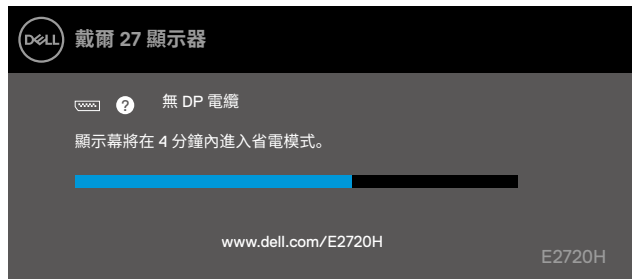 DELL 戴爾 27 顯示器
? 無 DP 電纜
顯示幕將在 4 分鐘內進入省電模式。
www.dell.com/E2720H
E2720H